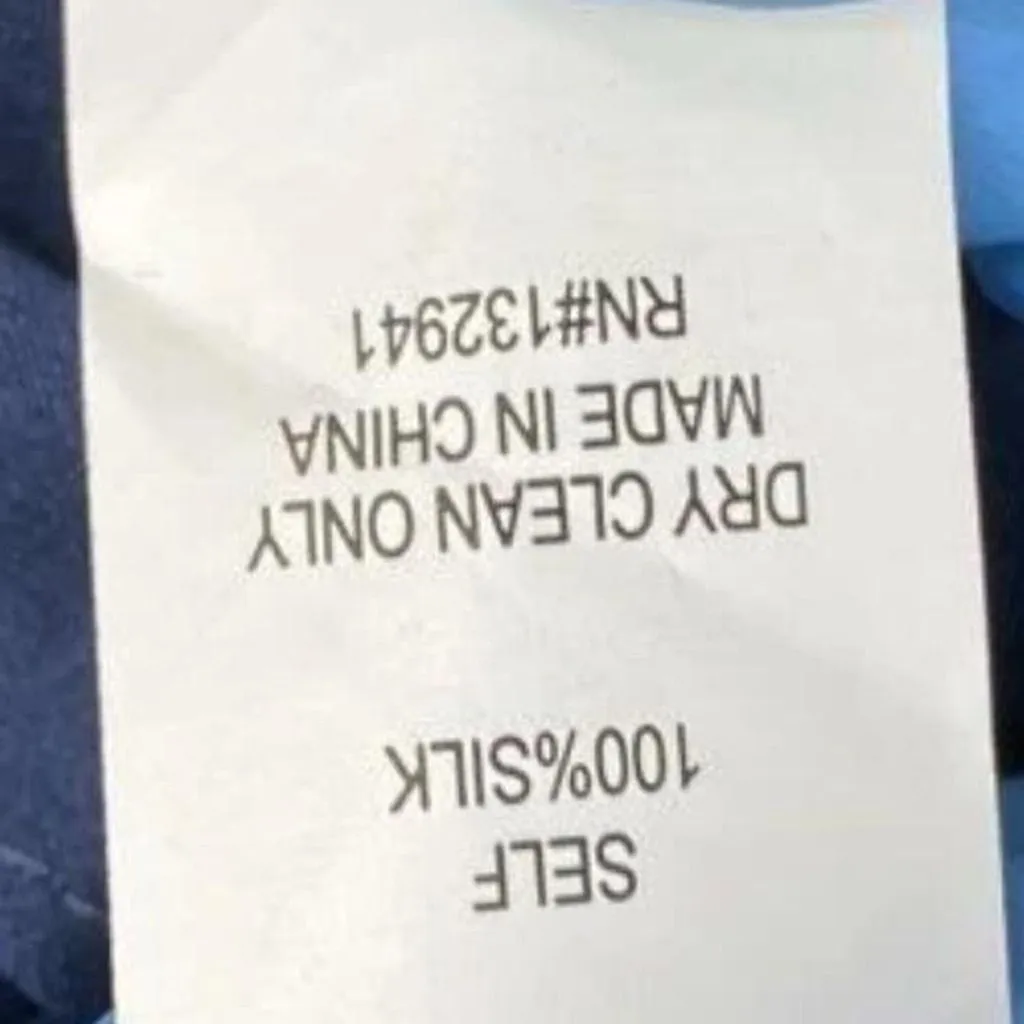 SELF
100%SILK
DRY CLEAN ONLY
MADE IN CHINA
RN#132941